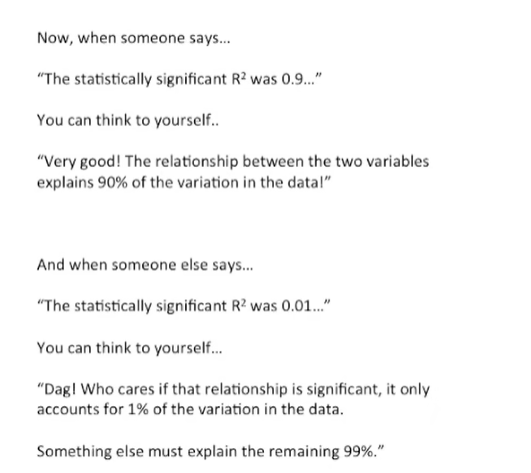 Now, when someone says...
“The statistically significant R² was 0.9...”
You can think to yourself..
“Very good! The relationship between the two variables
explains 90% of the variation in the data!”
And when someone else says...
“The statistically significant R² was 0.01...”
You can think to yourself...
“Dag! Who cares if that relationship is significant, it only
accounts for 1% of the variation in the data.
Something else must explain the remaining 99%.”